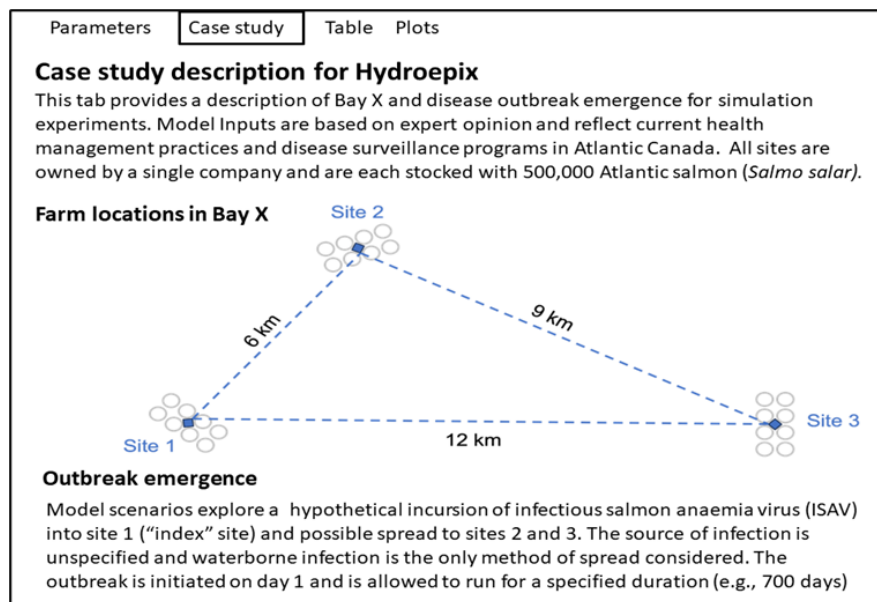 Parameters Case study Table Plots
Case study description for Hydroepix
This tab provides a description of Bay X and disease outbreak emergence for simulation
experiments. Model Inputs are based on expert opinion and reflect current health
management practices and disease surveillance programs in Atlantic Canada. All sites are
owned by a single company and are each stocked with 500,000 Atlantic salmon (Salmo salar).
Farm locations in Bay X
Site 2
6 km
9 km
Site 1
12 km
Site 3
Outbreak emergence
Model scenarios explore a hypothetical incursion of infectious salmon anaemia virus (ISAV)
into site 1 (“index” site) and possible spread to sites 2 and 3. The source of infection is
unspecified and waterborne infection is the only method of spread considered. The
outbreak is initiated on day 1 and is allowed to run for a specified duration (e.g., 700 days)